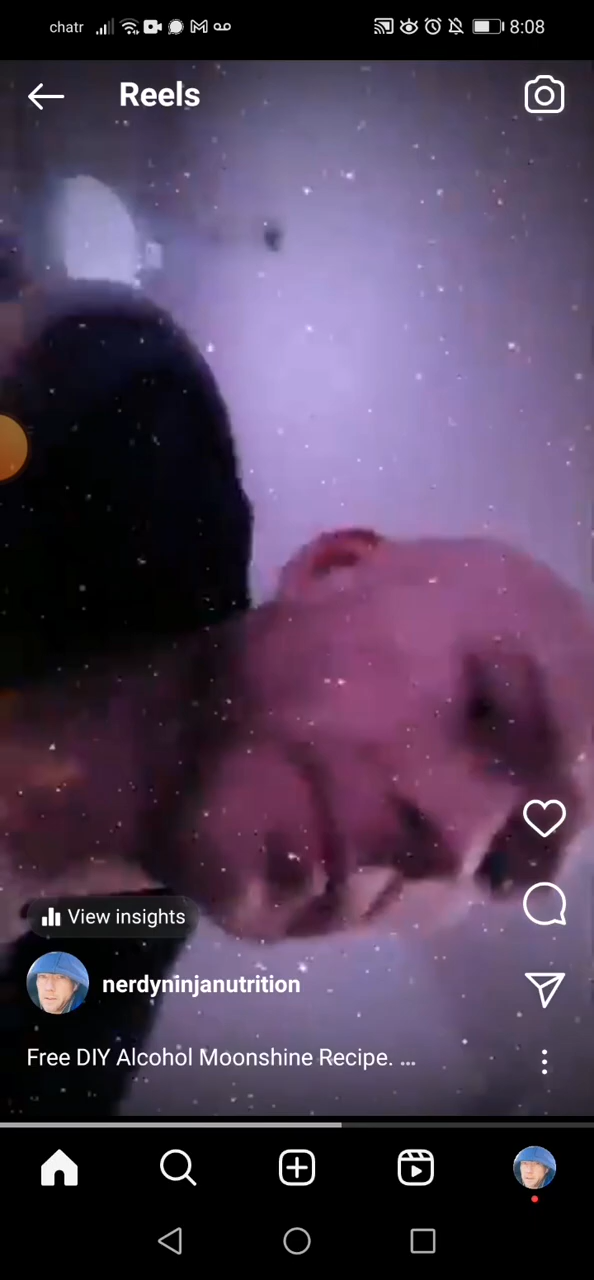 chatr 8:08
Reels
View insights
nerdyninjanutrition
Free DIY Alcohol Moonshine Recipe. ...